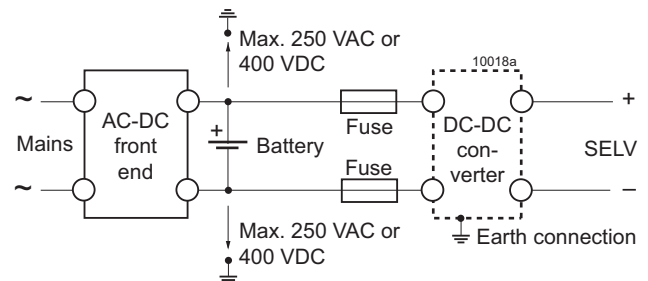 Max. 250 VAC or
400 VDC
10018a
~
Mains
~
AC-DC
front
end
+
Battery
Fuse
Fuse
DC-DC
con-
verter
+
SELV
–
Max. 250 VAC or
400 VDC
Earth connection